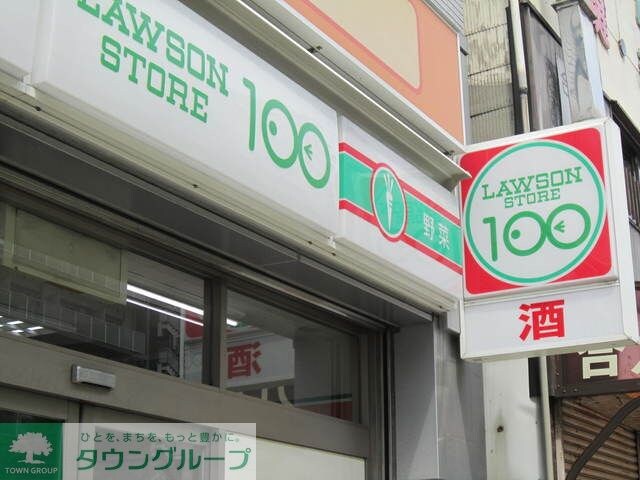 LAWSON
STORE 100
野菜
LAWSON
STORE
100
酒
酒
TOWN GROUP
ひとを、まちを、もっと豊かに。
タウングループ